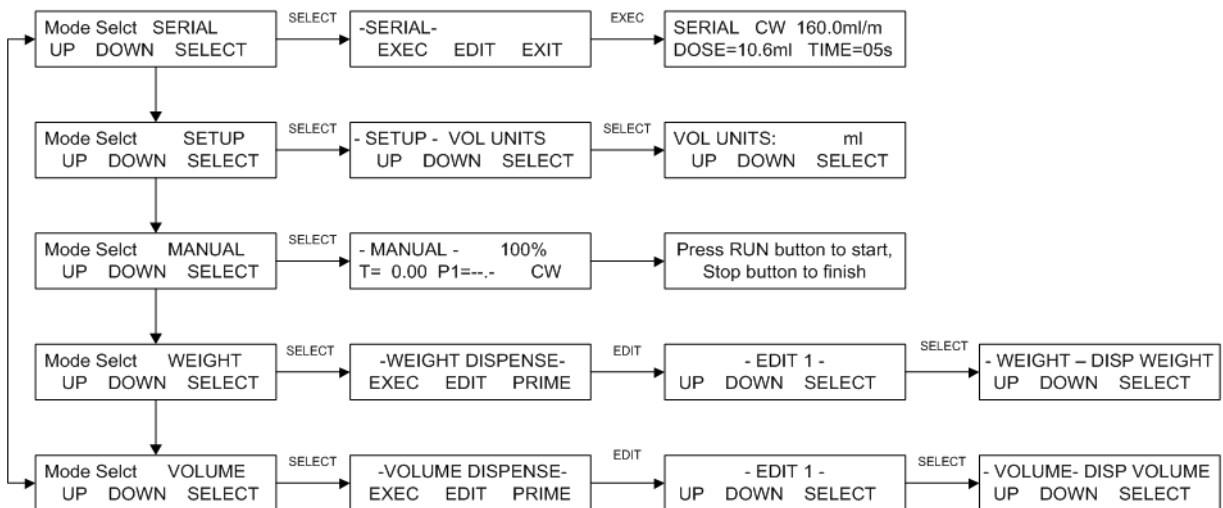 Mode Selct SERIAL
UP DOWN SELECT
SELECT
-SERIAL-
EXEC EDIT EXIT
EXEC
SERIAL CW 160.0ml/m
DOSE=10.6ml TIME=05s
Mode Selct SETUP
UP DOWN SELECT
SELECT
- SETUP - VOL UNITS
UP DOWN SELECT
SELECT
VOL UNITS: ml
UP DOWN SELECT
Mode Selct MANUAL
UP DOWN SELECT
SELECT
- MANUAL - 100%
T= 0.00 P1=--.- CW
Press RUN button to start,
Stop button to finish
Mode Selct WEIGHT
UP DOWN SELECT
SELECT
-WEIGHT DISPENSE-
EXEC EDIT PRIME
EDIT
- EDIT 1 -
UP DOWN SELECT
SELECT
- WEIGHT – DISP WEIGHT
UP DOWN SELECT
Mode Selct VOLUME
UP DOWN SELECT
SELECT
-VOLUME DISPENSE-
EXEC EDIT PRIME
EDIT
- EDIT 1 -
UP DOWN SELECT
SELECT
- VOLUME- DISP VOLUME
UP DOWN SELECT